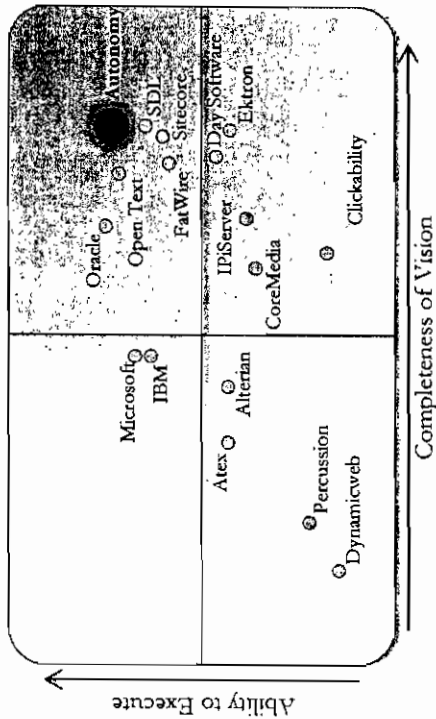 Autonomy
Oracle
SDL
Open Text
Sitecore
FatWire
Microsoft
IBM
Day Software
Ektron
IPiServer
CoreMedia
Clickability
Atex
Alterian
Percussion
Dynamicweb
Ability to Execute
Completeness of Vision